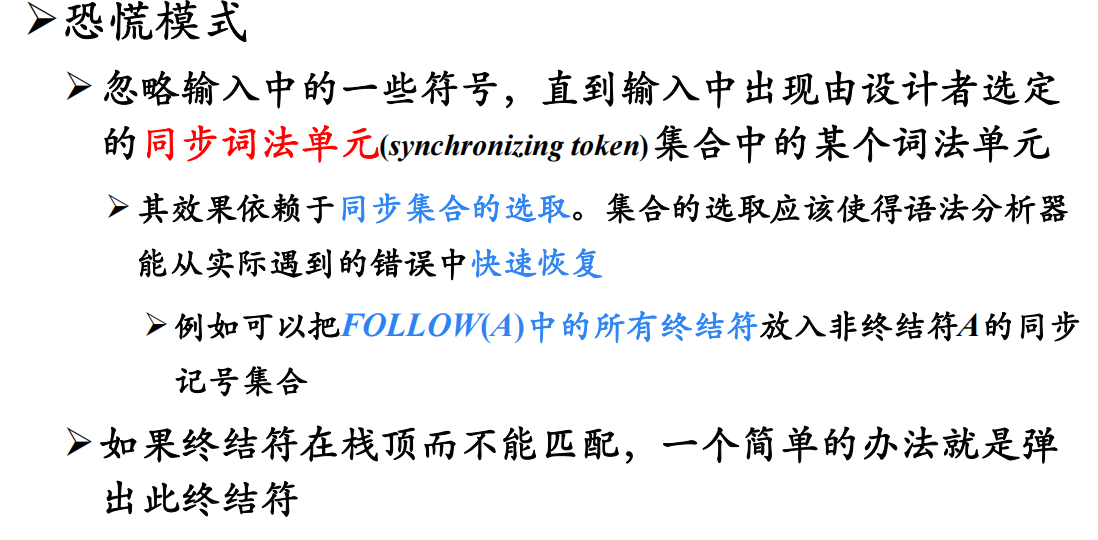 ➢恐慌模式
➢忽略输入中的一些符号，直到输入中出现由设计者选定
的同步词法单元(synchronizing token)集合中的某个词法单元
➢其效果依赖于同步集合的选取。集合的选取应该使得语法分析器
能从实际遇到的错误中快速恢复
➢例如可以把FOLLOW(A)中的所有终结符放入非终结符A的同步
记号集合
➢如果终结符在栈顶而不能匹配，一个简单的办法就是弹
出此终结符